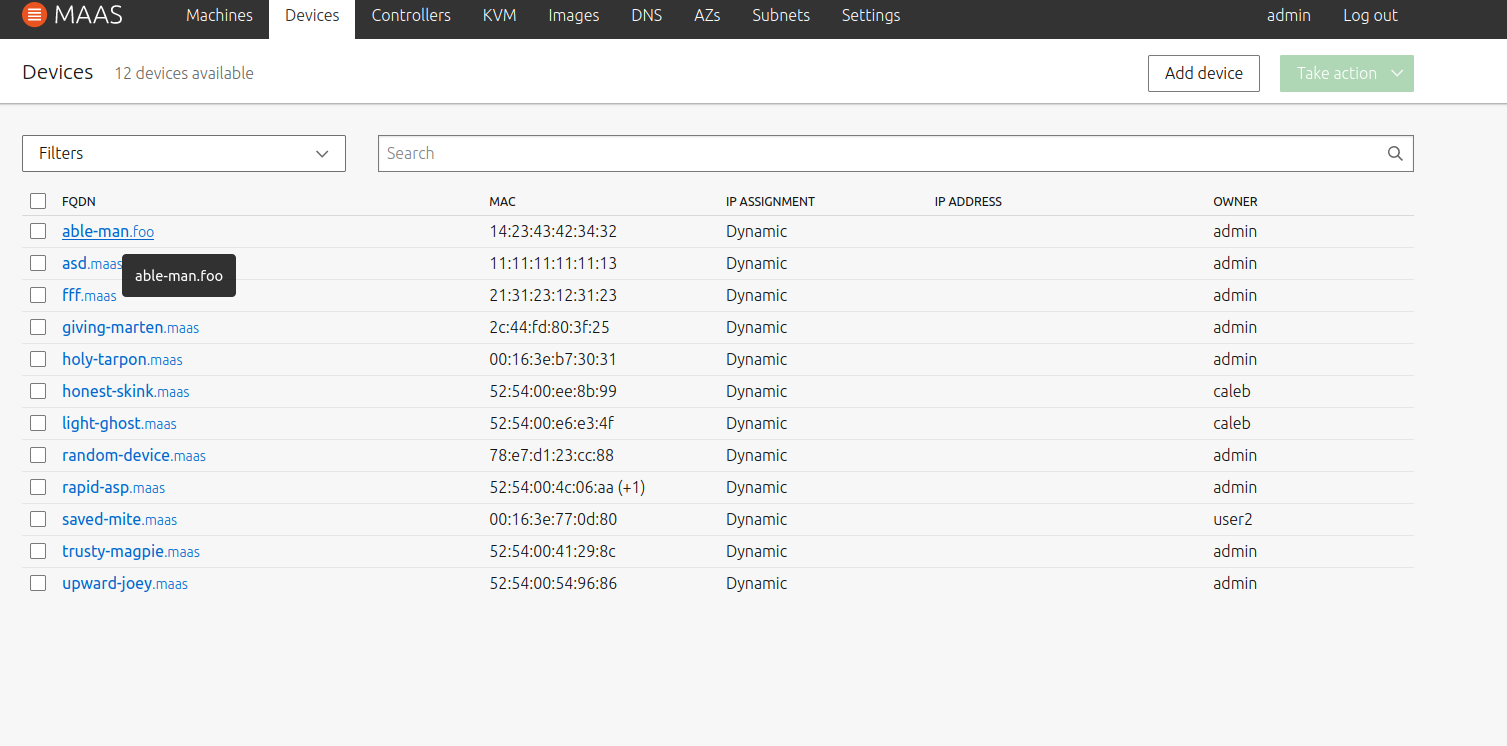 MAAS Machines Devices Controllers KVM Images DNS AZs Subnets Settings admin Log out
Devices 12 devices available Add device Take action
Filters Search
FQDN MAC IP ASSIGNMENT IP ADDRESS OWNER
able-man.foo 14:23:43:42:34:32 Dynamic admin
asd.maas 11:11:11:11:11:13 Dynamic admin
able-man.foo
fff.maas 21:31:23:12:31:23 Dynamic admin
giving-marten.maas 2c:44:fd:80:3f:25 Dynamic admin
holy-tarpon.maas 00:16:3e:b7:30:31 Dynamic admin
honest-skink.maas 52:54:00:ee:8b:99 Dynamic caleb
light-ghost.maas 52:54:00:e6:e3:4f Dynamic caleb
random-device.maas 78:e7:d1:23:cc:88 Dynamic admin
rapid-asp.maas 52:54:00:4c:06:aa (+1) Dynamic admin
saved-mite.maas 00:16:3e:77:0d:80 Dynamic user2
trusty-magpie.maas 52:54:00:41:29:8c Dynamic admin
upward-joey.maas 52:54:00:54:96:86 Dynamic admin